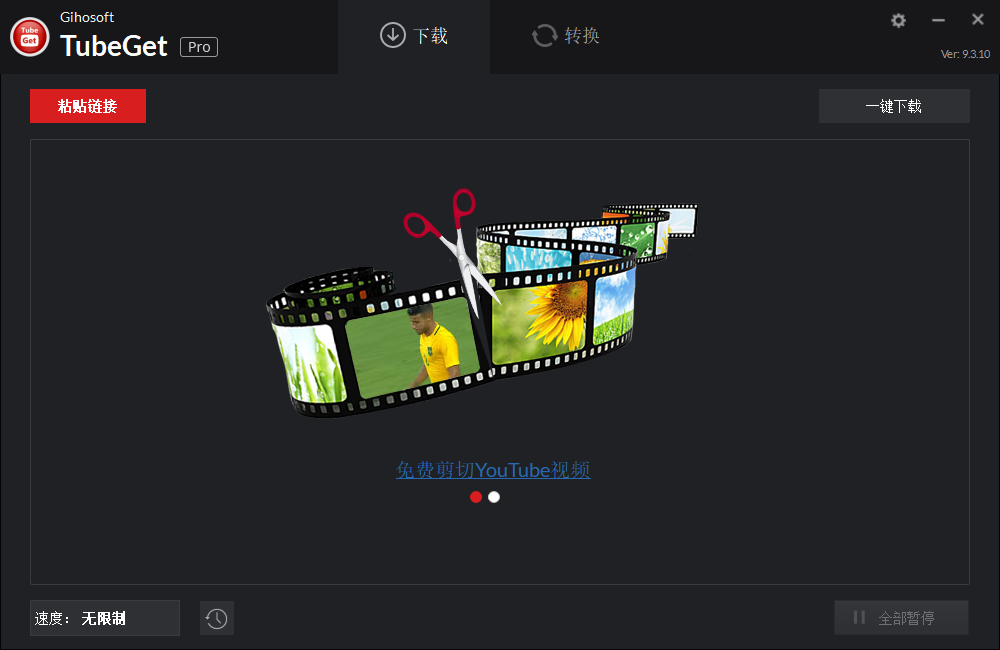 Tube
Get
Gihosoft
TubeGet Pro
下载
转换
Ver: 9.3.10
粘贴链接
一键下载
免费剪切YouTube视频
速度： 无限制
全部暂停